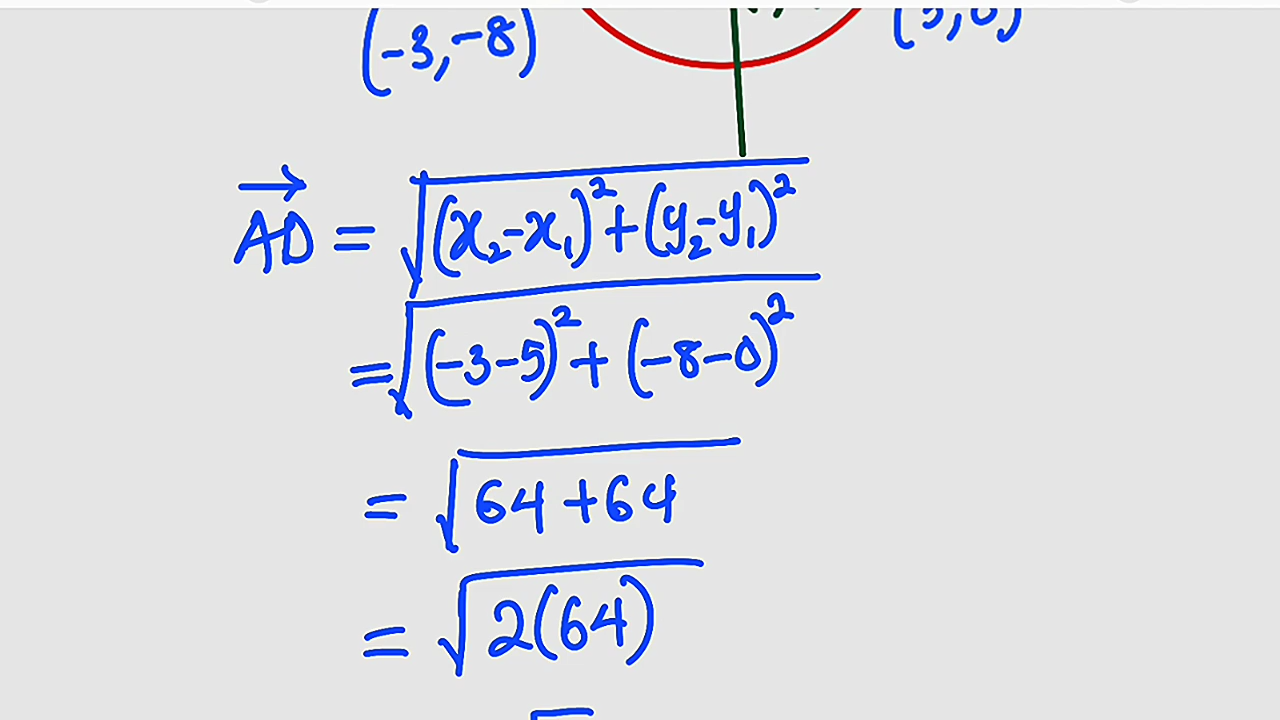 (-3,-8)
AD = √(x₂-x₁)²+(y₂-y₁)²
=√(-3-5)²+(-8-0)²
= √64+64
= √2(64)